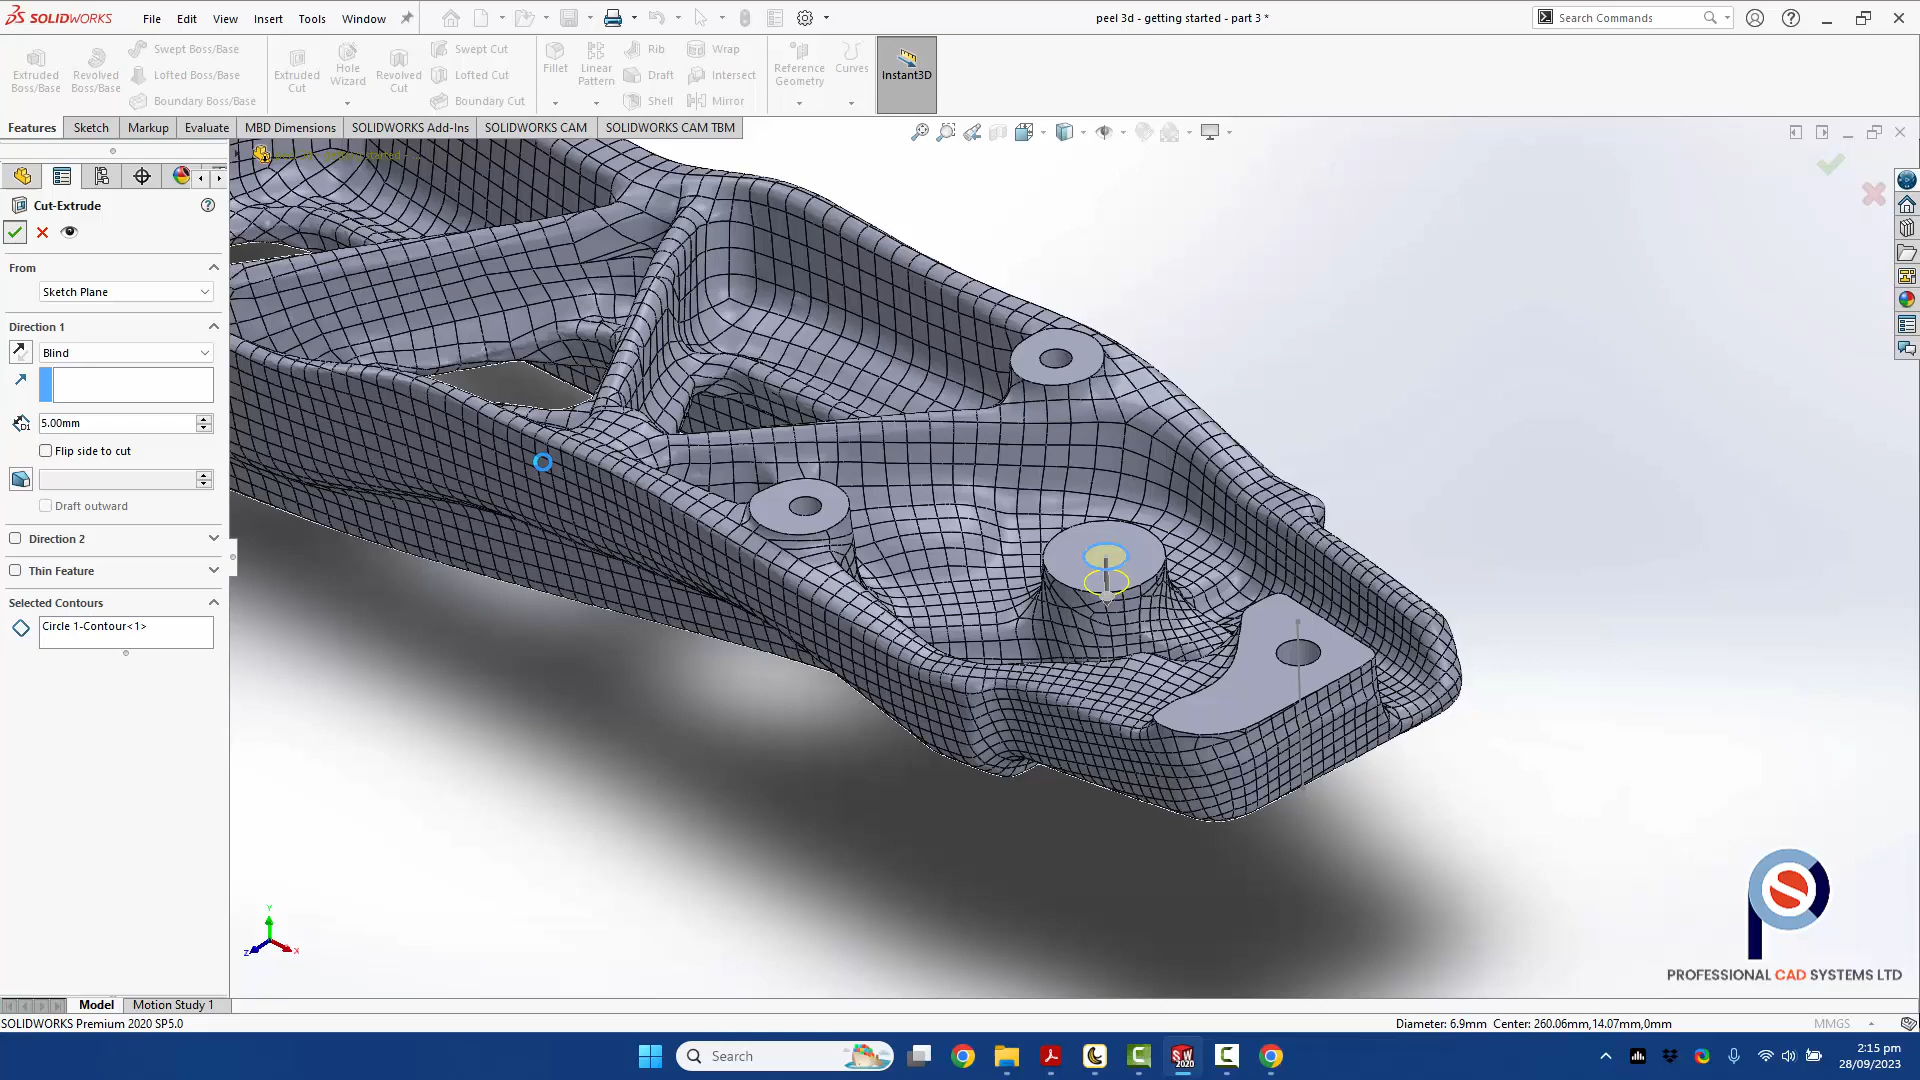 SOLIDWORKS
File
Edit
View
Insert
Tools
Window
peel 3d - getting started - part 3 *
Search Commands
Extruded Boss/Base
Revolved Boss/Base
Swept Boss/Base
Lofted Boss/Base
Boundary Boss/Base
Extruded Cut
Hole Wizard
Revolved Cut
Swept Cut
Lofted Cut
Boundary Cut
Fillet
Linear Pattern
Rib
Draft
Shell
Wrap
Intersect
Mirror
Reference Geometry
Curves
Instant3D
Features
Sketch
Markup
Evaluate
MBD Dimensions
SOLIDWORKS Add-Ins
SOLIDWORKS CAM
SOLIDWORKS CAM TBM
Cut-Extrude
From
Sketch Plane
Direction 1
Blind
D1
5.00mm
Flip side to cut
Draft outward
Direction 2
Thin Feature
Selected Contours
Circle 1-Contour<1>
Y
Z
X
PROFESSIONAL CAD SYSTEMS LTD
Model
Motion Study 1
SOLIDWORKS Premium 2020 SP5.0
Diameter: 6.9mm Center: 260.06mm,14.07mm,0mm
MMGS
Search
SW
2020
2:15 pm
28/09/2023